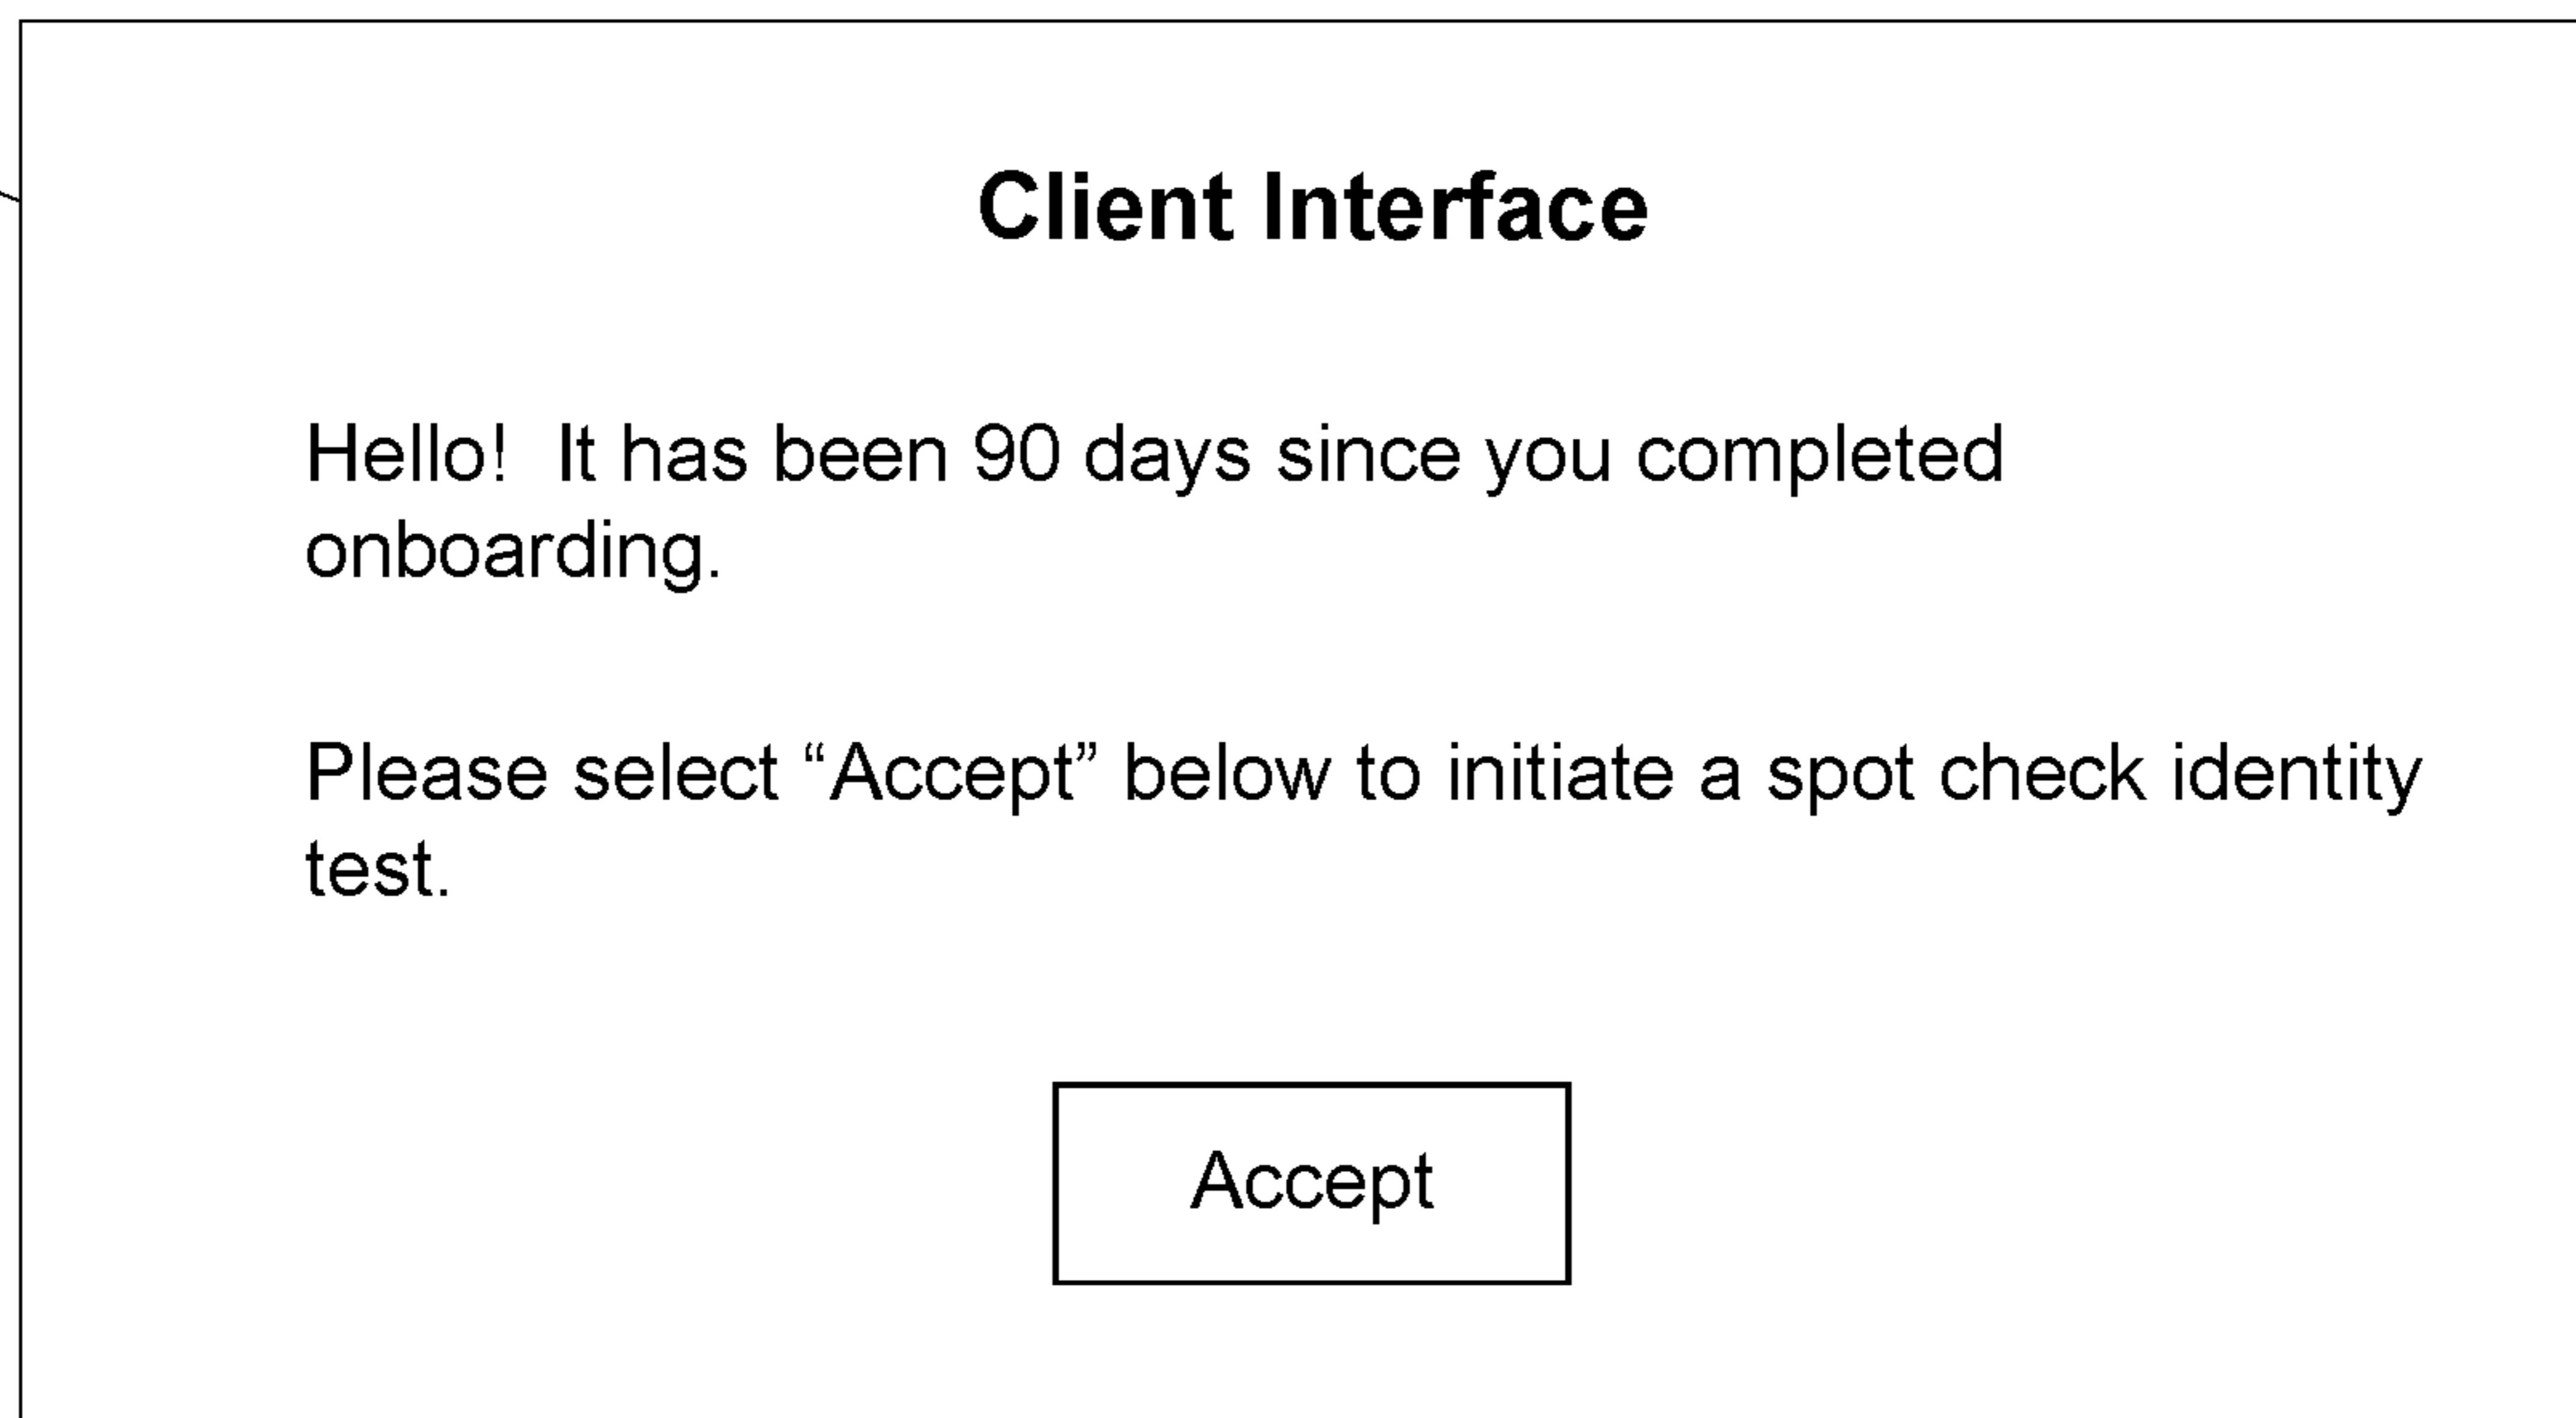 Client Interface
Hello!  It has been 90 days since you completed
onboarding.
Please select “Accept” below to initiate a spot check identity
test.
Accept